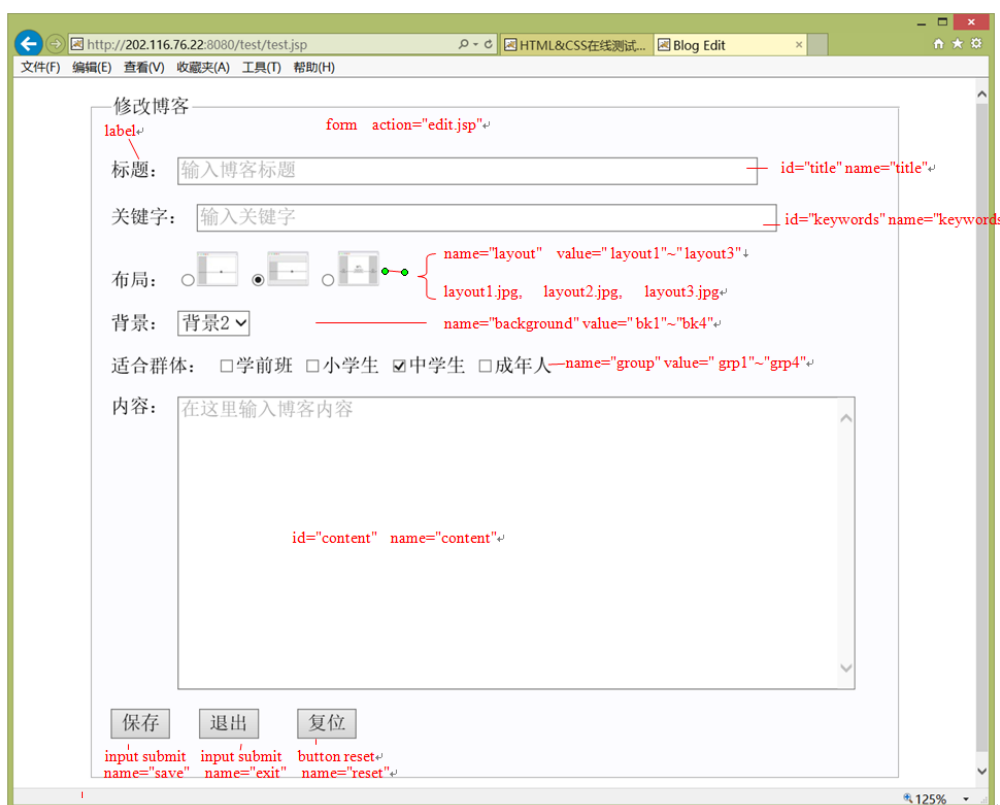 http://202.116.76.22:8080/test/test.jsp
HTML&CSS在线测试...
Blog Edit
×
文件(F) 编辑(E) 查看(V) 收藏夹(A) 工具(T) 帮助(H)
修改博客
label
form action="edit.jsp"
标题: 输入博客标题 id="title" name="title"
关键字: 输入关键字 id="keywords" name="keywords
name="layout" value=" layout1"~" layout3"
布局:
layout1.jpg, layout2.jpg, layout3.jpg
背景: 背景2 name="background" value=" bk1"~"bk4"
适合群体: 学前班 小学生 中学生 成年人 name="group" value=" grp1"~"grp4"
内容: 在这里输入博客内容
id="content" name="content"
保存 退出 复位
input submit input submit button reset
name="save" name="exit" name="reset"
125%